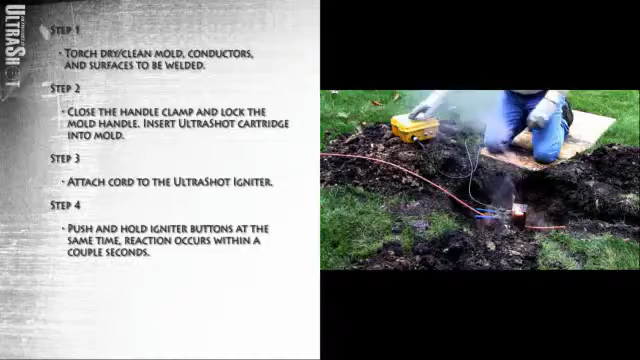 UltraShot
Step 1
· Torch dry/clean mold, conductors,
and surfaces to be welded.
Step 2
· Close the handle clamp and lock the
mold handle. Insert UltraShot cartridge
into mold.
Step 3
· Attach cord to the UltraShot Igniter.
Step 4
· Push and hold igniter buttons at the
same time, reaction occurs within a
couple seconds.